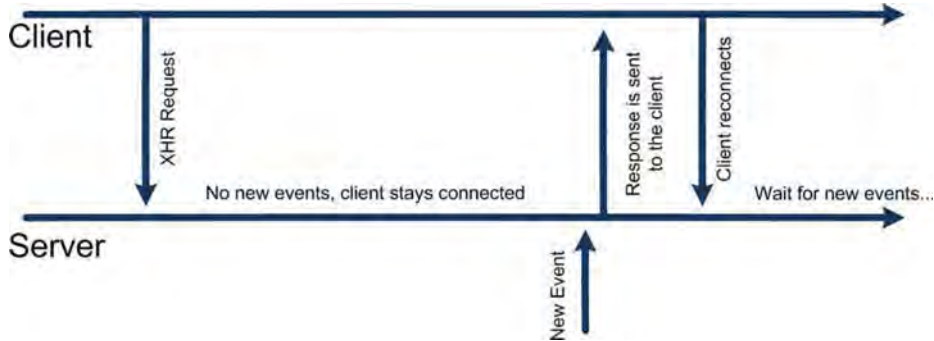 Client
XHR Request
Response is sent
to the client
Client reconnects
No new events, client stays connected
Wait for new events...
Server
New Event